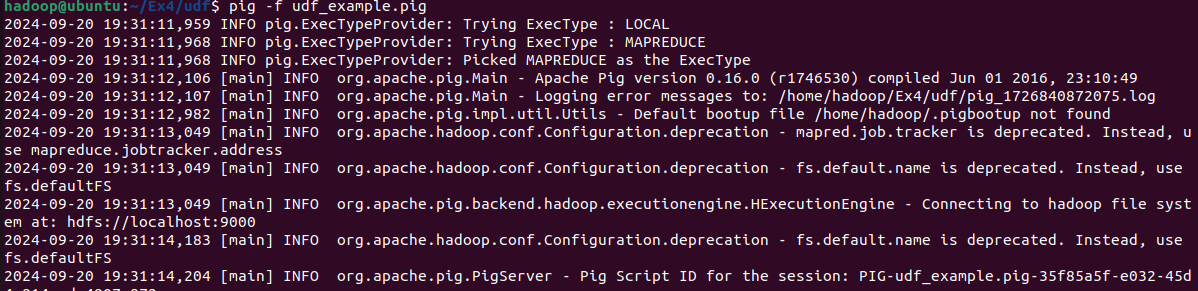 hadoop@ubuntu:~/Ex4/udf$ pig -f udf_example.pig
2024-09-20 19:31:11,959 INFO pig.ExecTypeProvider: Trying ExecType : LOCAL
2024-09-20 19:31:11,968 INFO pig.ExecTypeProvider: Trying ExecType : MAPREDUCE
2024-09-20 19:31:11,968 INFO pig.ExecTypeProvider: Picked MAPREDUCE as the ExecType
2024-09-20 19:31:12,106 [main] INFO  org.apache.pig.Main - Apache Pig version 0.16.0 (r1746530) compiled Jun 01 2016, 23:10:49
2024-09-20 19:31:12,107 [main] INFO  org.apache.pig.Main - Logging error messages to: /home/hadoop/Ex4/udf/pig_1726840872075.log
2024-09-20 19:31:12,982 [main] INFO  org.apache.pig.impl.util.Utils - Default bootup file /home/hadoop/.pigbootup not found
2024-09-20 19:31:13,049 [main] INFO  org.apache.hadoop.conf.Configuration.deprecation - mapred.job.tracker is deprecated. Instead, u
se mapreduce.jobtracker.address
2024-09-20 19:31:13,049 [main] INFO  org.apache.hadoop.conf.Configuration.deprecation - fs.default.name is deprecated. Instead, use
fs.defaultFS
2024-09-20 19:31:13,049 [main] INFO  org.apache.pig.backend.hadoop.executionengine.HExecutionEngine - Connecting to hadoop file syst
em at: hdfs://localhost:9000
2024-09-20 19:31:14,183 [main] INFO  org.apache.hadoop.conf.Configuration.deprecation - fs.default.name is deprecated. Instead, use
fs.defaultFS
2024-09-20 19:31:14,204 [main] INFO  org.apache.pig.PigServer - Pig Script ID for the session: PIG-udf_example.pig-35f85a5f-e032-45d